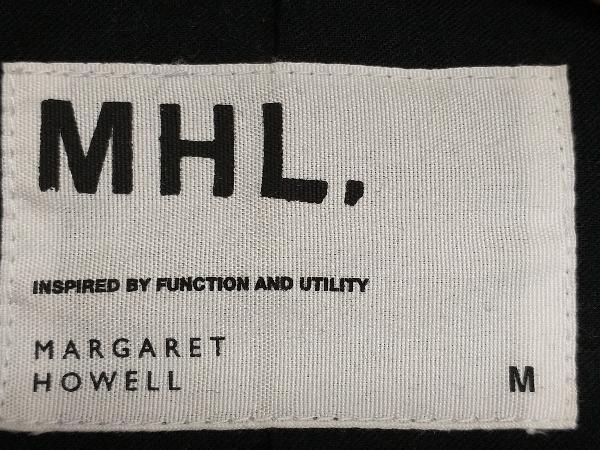 MHL.
INSPIRED BY FUNCTION AND UTILITY
MARGARET
HOWELL
M